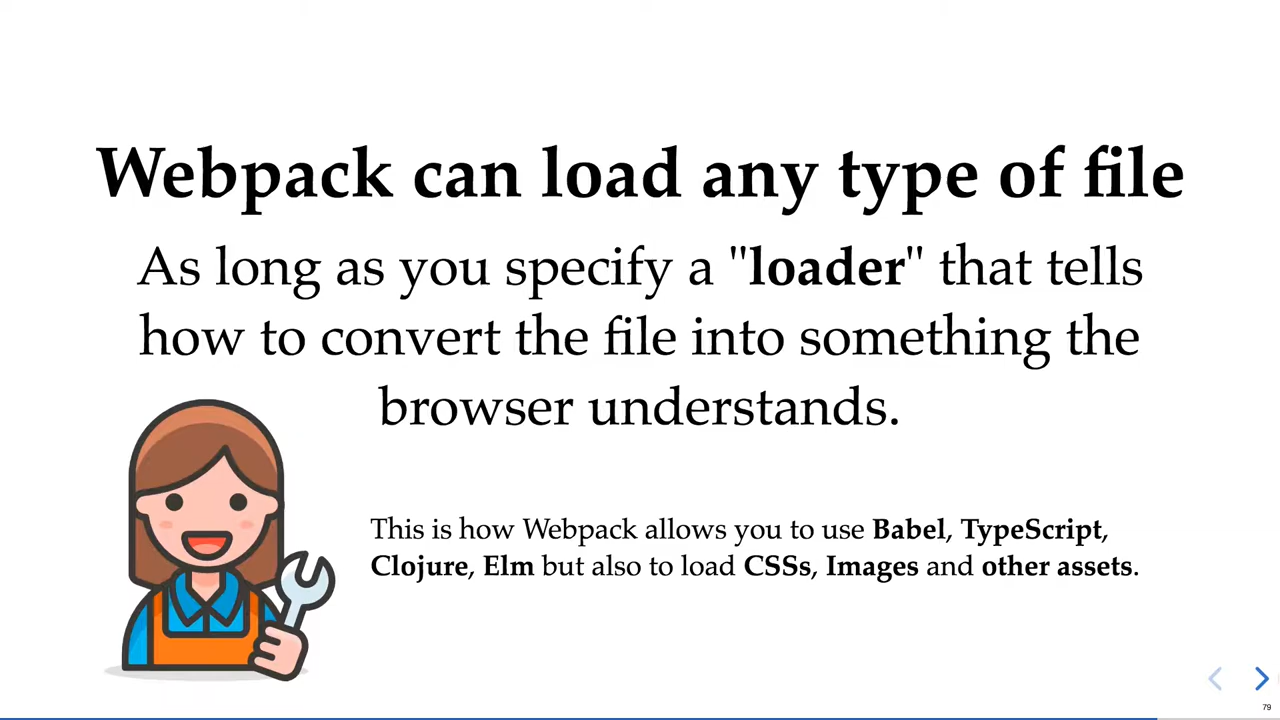 Webpack can load any type of file
As long as you specify a "loader" that tells
how to convert the file into something the
browser understands.
This is how Webpack allows you to use Babel, TypeScript,
Clojure, Elm but also to load CSSs, Images and other assets.
79